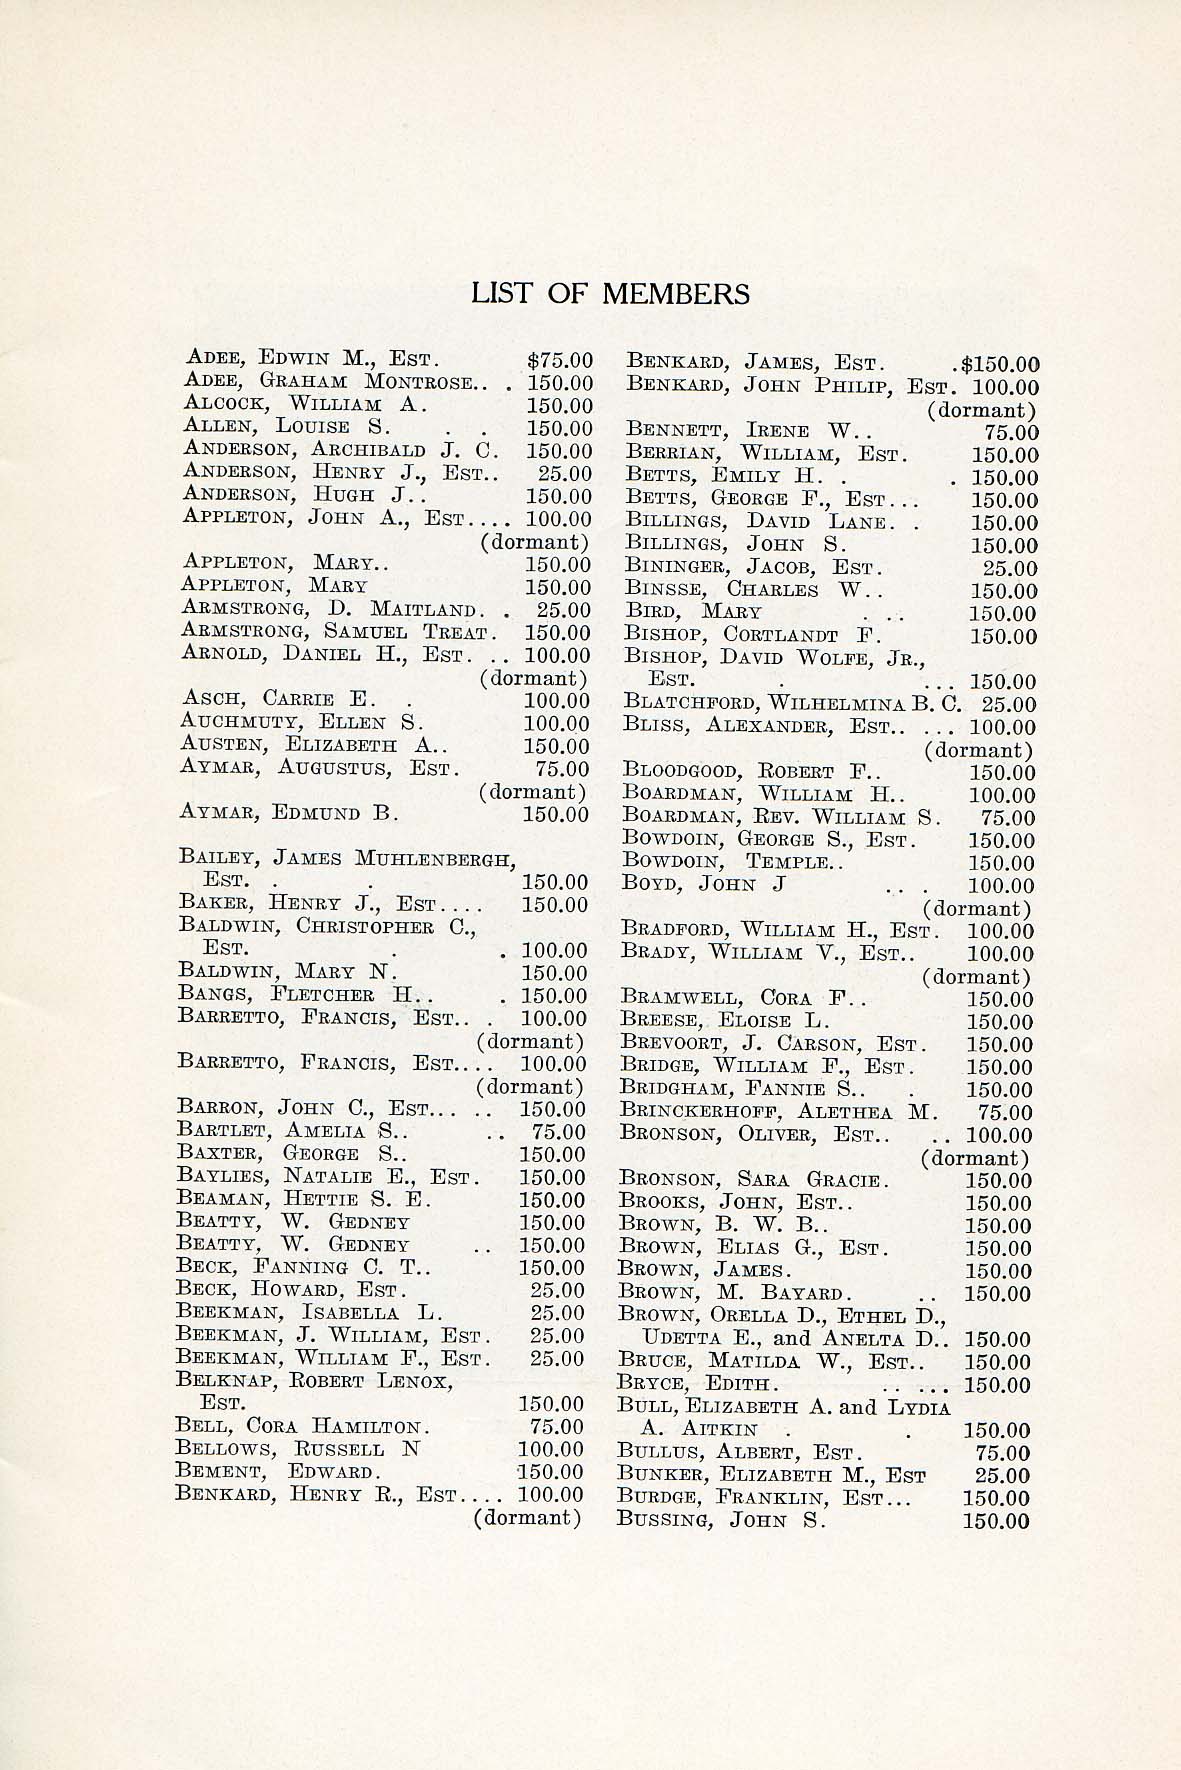 LIST OF MEMBERS
ADEE, EDWIN M., EST. $75.00
ADEE, GRAHAM MONTROSE.. . 150.00
ALCOCK, WILLIAM A. 150.00
ALLEN, LOUISE S. . . 150.00
ANDERSON, ARCHIBALD J. C. 150.00
ANDERSON, HENRY J., EST.. 25.00
ANDERSON, HUGH J.. 150.00
APPLETON, JOHN A., EST.... 100.00
(dormant)
APPLETON, MARY.. 150.00
APPLETON, MARY 150.00
ARMSTRONG, D. MAITLAND. . 25.00
ARMSTRONG, SAMUEL TREAT. 150.00
ARNOLD, DANIEL H., EST. .. 100.00
(dormant)
ASCH, CARRIE E. . 100.00
AUCHMUTY, ELLEN S. 100.00
AUSTEN, ELIZABETH A.. 150.00
AYMAR, AUGUSTUS, EST. 75.00
(dormant)
AYMAR, EDMUND B. 150.00
BAILEY, JAMES MUHLENBERGH,
EST. . . 150.00
BAKER, HENRY J., EST.... 150.00
BALDWIN, CHRISTOPHER C.,
EST. . . 100.00
BALDWIN, MARY N. 150.00
BANGS, FLETCHER H.. . 150.00
BARRETTO, FRANCIS, EST.. . 100.00
(dormant)
BARRETTO, FRANCIS, EST.... 100.00
(dormant)
BARRON, JOHN C., EST... .. 150.00
BARTLET, AMELIA S.. .. 75.00
BAXTER, GEORGE S.. 150.00
BAYLIES, NATALIE E., EST. 150.00
BEAMAN, HETTIE S. E. 150.00
BEATTY, W. GEDNEY 150.00
BEATTY, W. GEDNEY .. 150.00
BECK, FANNING C. T.. 150.00
BECK, HOWARD, EST. 25.00
BEEKMAN, ISABELLA L. 25.00
BEEKMAN, J. WILLIAM, EST. 25.00
BEEKMAN, WILLIAM F., EST. 25.00
BELKNAP, ROBERT LENOX,
EST. 150.00
BELL, CORA HAMILTON. 75.00
BELLOWS, RUSSELL N 100.00
BEMENT, EDWARD. 150.00
BENKARD, HENRY R., EST.... 100.00
(dormant)
BENKARD, JAMES, EST. .$150.00
BENKARD, JOHN PHILIP, EST. 100.00
(dormant)
BENNETT, IRENE W.. 75.00
BERRIAN, WILLIAM, EST. 150.00
BETTS, EMILY H. . . 150.00
BETTS, GEORGE F., EST... 150.00
BILLINGS, DAVID LANE. . 150.00
BILLINGS, JOHN S. 150.00
BININGER, JACOB, EST. 25.00
BINSSE, CHARLES W.. 150.00
BIRD, MARY . .. 150.00
BISHOP, CORTLANDT F. 150.00
BISHOP, DAVID WOLFE, JR.,
EST. . ... 150.00
BLATCHFORD, WILHELMINA B. C. 25.00
BLISS, ALEXANDER, EST.. ... 100.00
(dormant)
BLOODGOOD, ROBERT F.. 150.00
BOARDMAN, WILLIAM H.. 100.00
BOARDMAN, REV. WILLIAM S. 75.00
BOWDOIN, GEORGE S., EST. 150.00
BOWDOIN, TEMPLE.. 150.00
BOYD, JOHN J .. . 100.00
(dormant)
BRADFORD, WILLIAM H., EST. 100.00
BRADY, WILLIAM V., EST.. 100.00
(dormant)
BRAMWELL, CORA F.. 150.00
BREESE, ELOISE L. 150.00
BREVOORT, J. CARSON, EST. 150.00
BRIDGE, WILLIAM F., EST. 150.00
BRIDGHAM, FANNIE S.. . 150.00
BRINCKERHOFF, ALETHEA M. 75.00
BRONSON, OLIVER, EST.. .. 100.00
(dormant)
BRONSON, SARA GRACIE. 150.00
BROOKS, JOHN, EST.. 150.00
BROWN, B. W. B.. 150.00
BROWN, ELIAS G., EST. 150.00
BROWN, JAMES. 150.00
BROWN, M. BAYARD. .. 150.00
BROWN, ORELLA D., ETHEL D.,
UDETTA E., and ANELTA D.. 150.00
BRUCE, MATILDA W., EST.. 150.00
BRYCE, EDITH. .. ... 150.00
BULL, ELIZABETH A. and LYDIA
A. AITKIN . . 150.00
BULLUS, ALBERT, EST. 75.00
BUNKER, ELIZABETH M., EST 25.00
BURDGE, FRANKLIN, EST... 150.00
BUSSING, JOHN S. 150.00